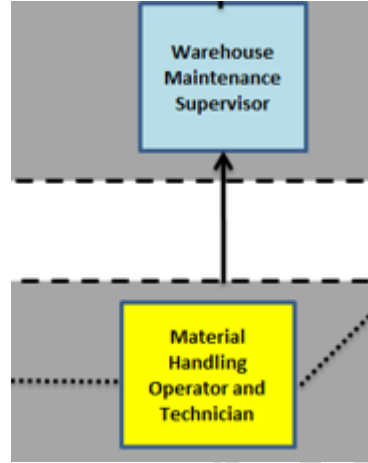 Warehouse
Maintenance
Supervisor
Material
Handling
Operator and
Technician